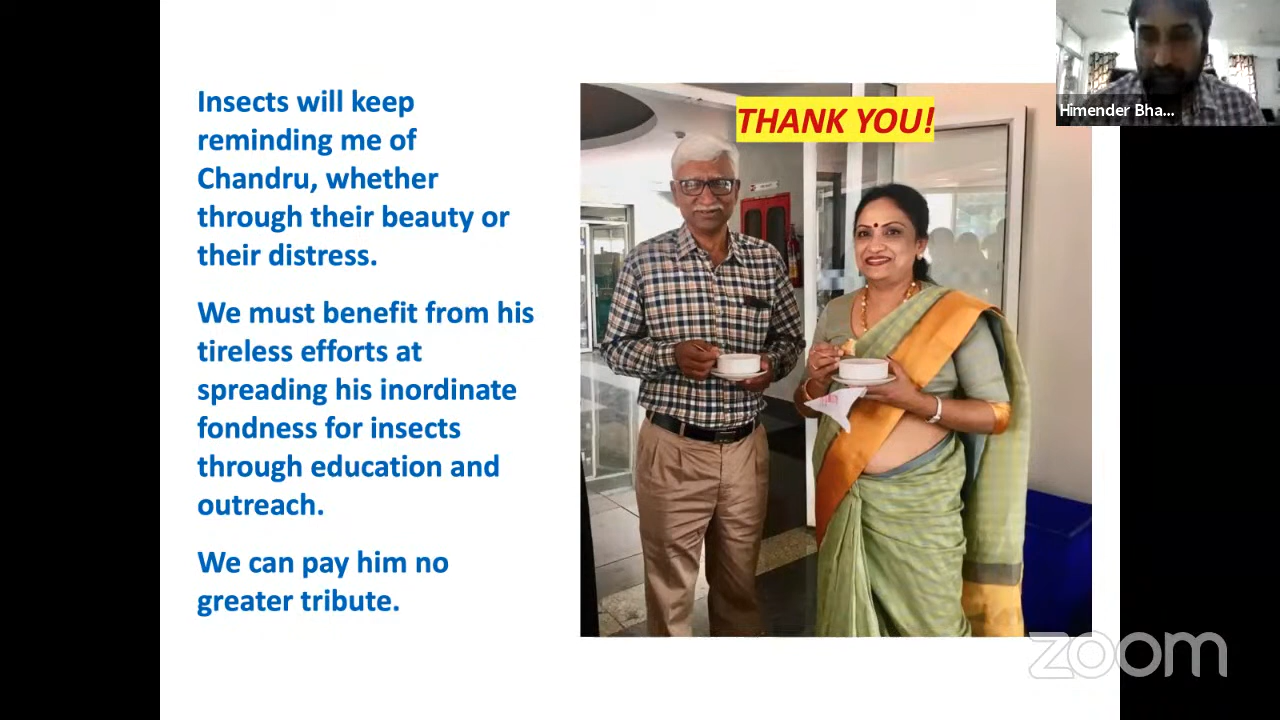 Insects will keep
reminding me of
Chandru, whether
through their beauty or
their distress.
We must benefit from his
tireless efforts at
spreading his inordinate
fondness for insects
through education and
outreach.
We can pay him no
greater tribute.
THANK YOU!
Himender Bha...
zoom